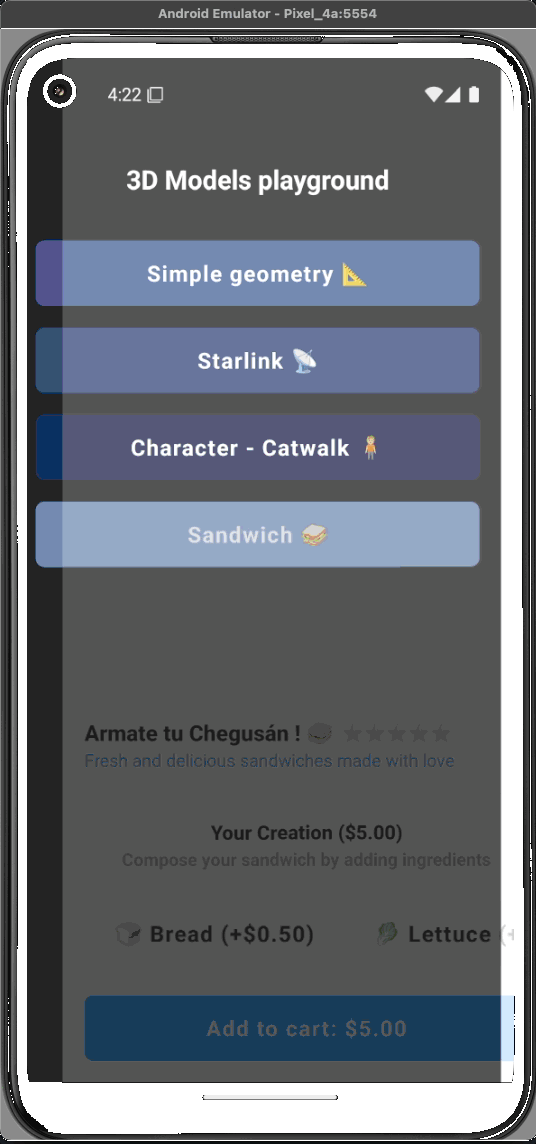 Android Emulator - Pixel_4a:5554
4:22
3D Models playground
Simple geometry 📐
Starlink 📡
Character - Catwalk 🧍
Sandwich 🥪
Armate tu Chegusán ! 🥪 ★★★★★
Fresh and delicious sandwiches made with love
Your Creation ($5.00)
Compose your sandwich by adding ingredients
🍞 Bread (+$0.50) 🥬 Lettuce (+
Add to cart: $5.00